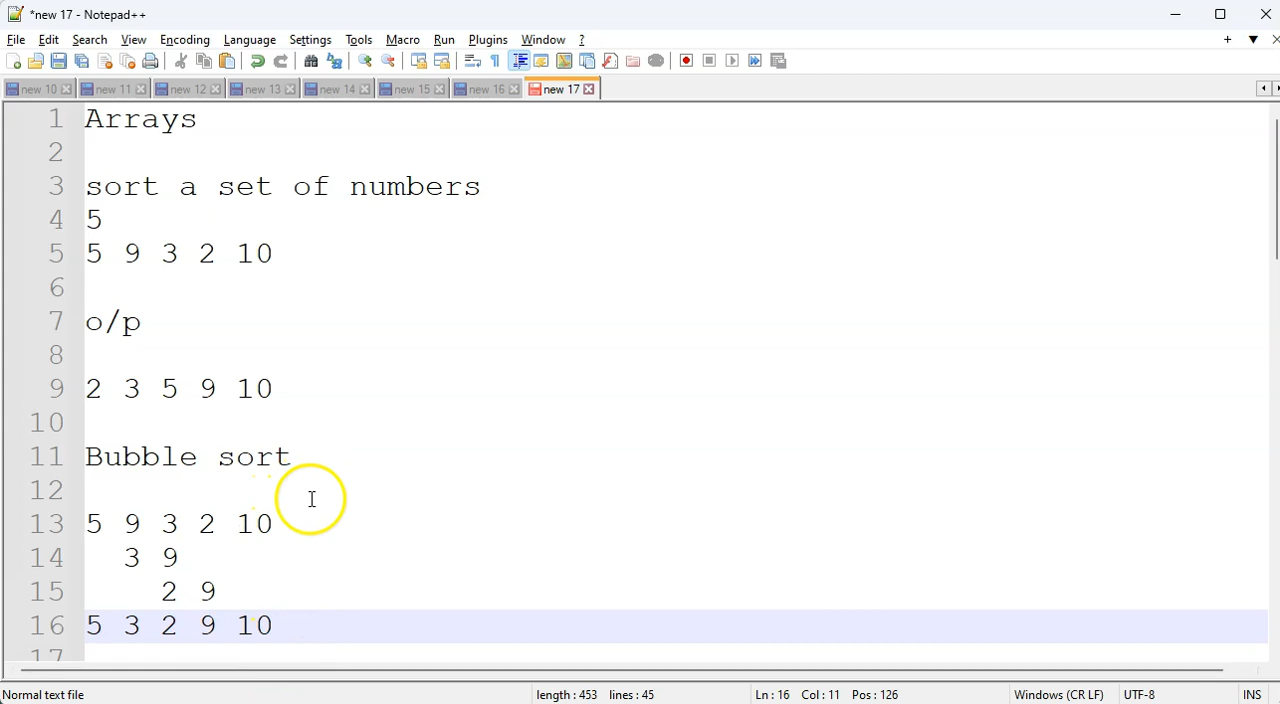 *new 17 - Notepad++
File Edit Search View Encoding Language Settings Tools Macro Run Plugins Window ?
new 10 new 11 new 12 new 13 new 14 new 15 new 16 new 17
1 Arrays
2
3 sort a set of numbers
4 5
5 5 9 3 2 10
6
7 o/p
8
9 2 3 5 9 10
10
11 Bubble sort
12
13 5 9 3 2 10
14 3 9
15 2 9
16 5 3 2 9 10
17
Normal text file length : 453 lines : 45 Ln : 16 Col : 11 Pos : 126 Windows (CR LF) UTF-8 INS